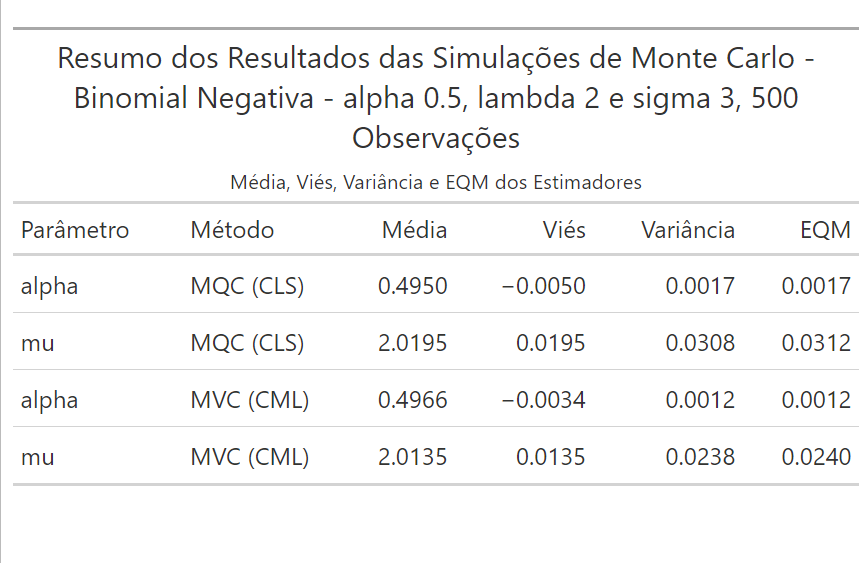 Resumo dos Resultados das Simulações de Monte Carlo -
Binomial Negativa - alpha 0.5, lambda 2 e sigma 3, 500
Observações
Média, Viés, Variância e EQM dos Estimadores
Parâmetro Método Média Viés Variância EQM
alpha MQC (CLS) 0.4950 −0.0050 0.0017 0.0017
mu MQC (CLS) 2.0195 0.0195 0.0308 0.0312
alpha MVC (CML) 0.4966 −0.0034 0.0012 0.0012
mu MVC (CML) 2.0135 0.0135 0.0238 0.0240